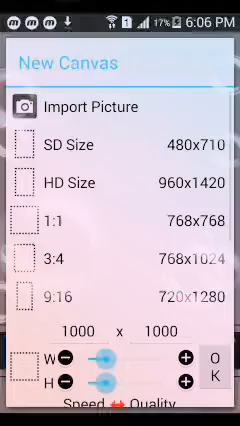 17% 6:06 PM
New Canvas
Import Picture
SD Size 480x710
HD Size 960x1420
1:1 768x768
3:4 768x1024
9:16 720x1280
1000 x 1000
W
H
OK
Speed Quality